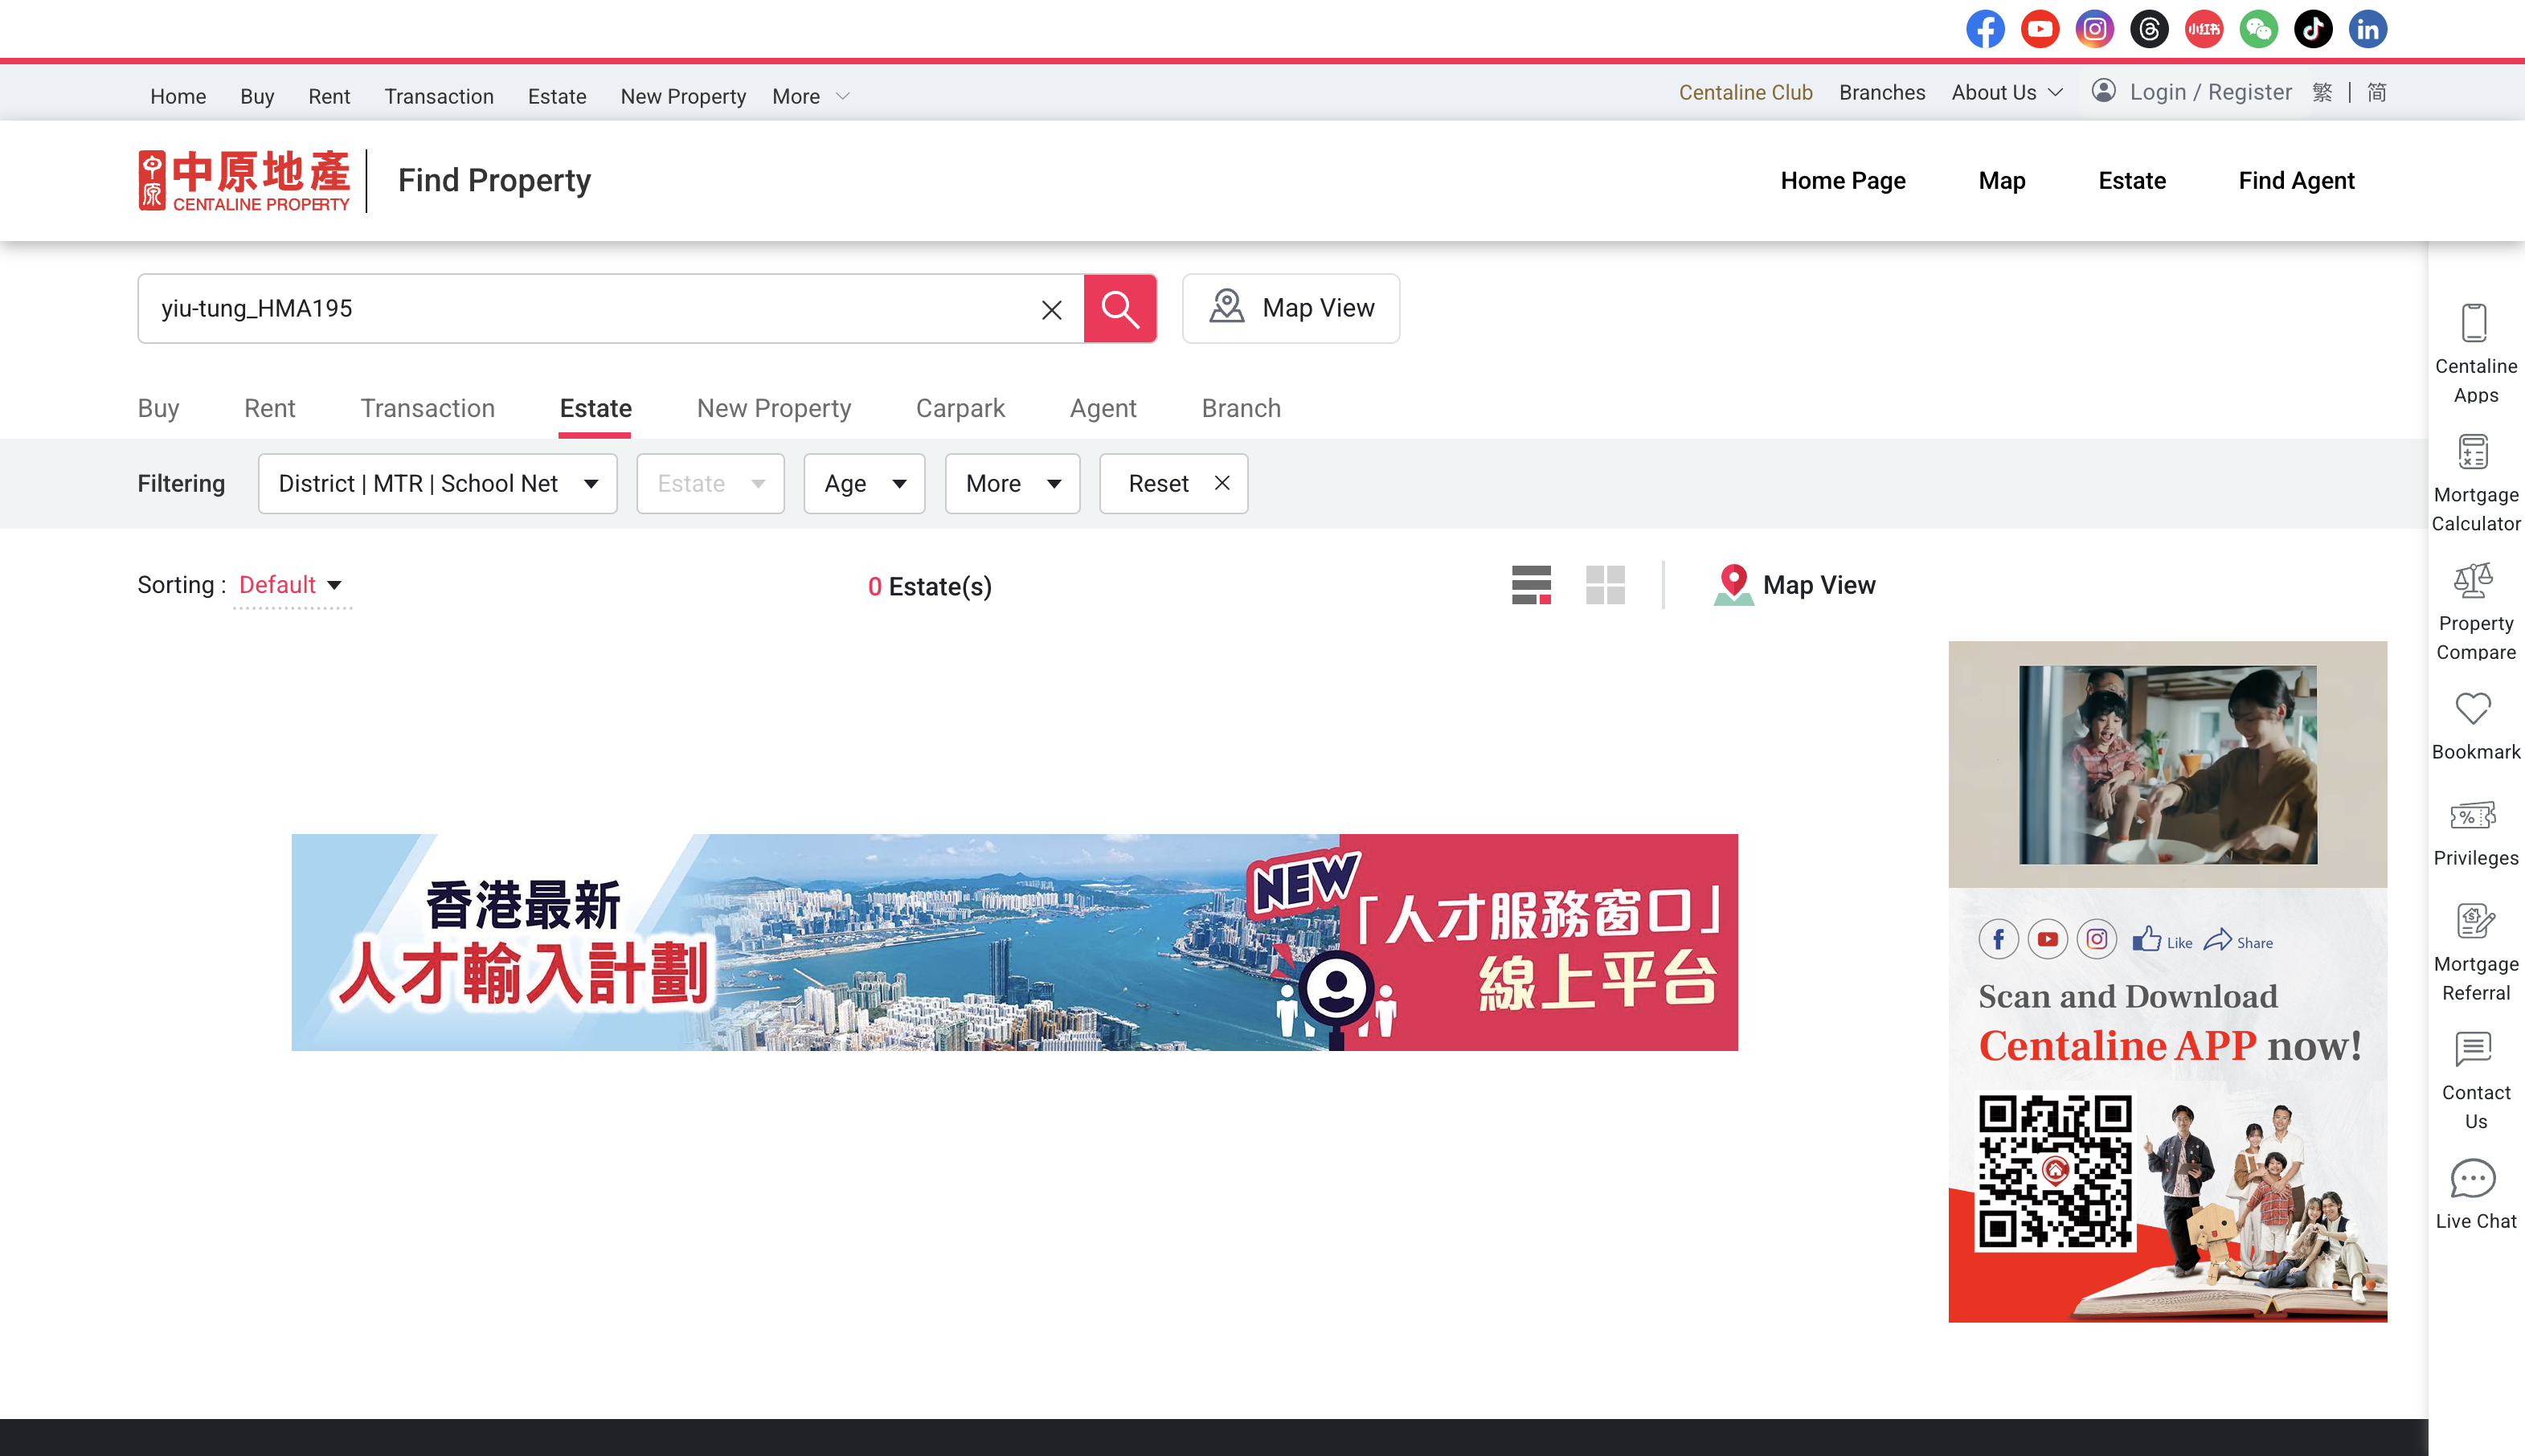 小红书
Home Buy Rent Transaction Estate New Property More
Centaline Club Branches About Us Login / Register 繁 | 简
中原
中原地產
CENTALINE PROPERTY
Find Property
Home Page Map Estate Find Agent
yiu-tung_HMA195
Map View
Buy Rent Transaction Estate New Property Carpark Agent Branch
Filtering District | MTR | School Net Estate Age More Reset
Sorting : Default
0 Estate(s)
Map View
香港最新
人才輸入計劃
NEW
「人才服務窗口」
線上平台
Like Share
Scan and Download
Centaline APP now!
Centaline
Apps
Mortgage
Calculator
Property
Compare
Bookmark
Privileges
Mortgage
Referral
Contact
Us
Live Chat